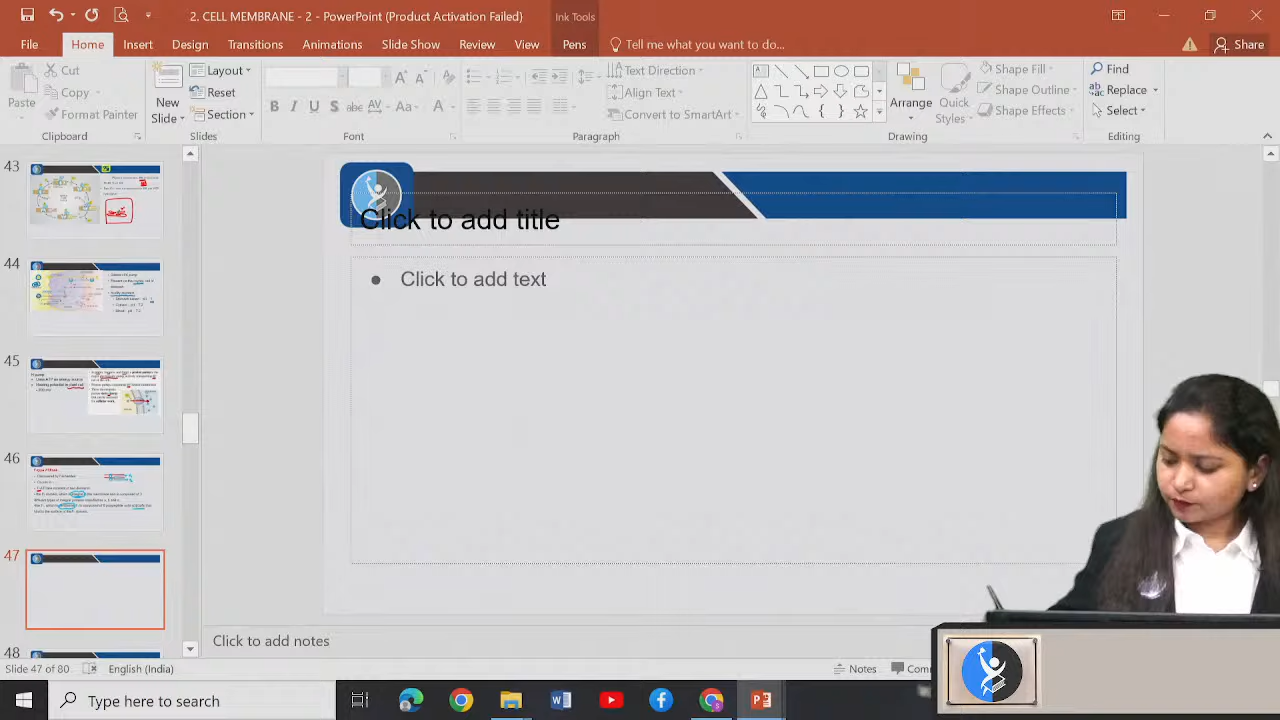 2. CELL MEMBRANE - 2 - PowerPoint (Product Activation Failed)
Ink Tools
File Home Insert Design Transitions Animations Slide Show Review View Pens Tell me what you want to do... Share
Paste
Cut
Copy
Format Painter
Clipboard
New Slide
Layout
Reset
Section
Slides
B I U S abc AV Aa A
Font
Text Direction
Align Text
Convert to SmartArt
Paragraph
Arrange
Quick Styles
Shape Fill
Shape Outline
Shape Effects
Drawing
Find
Replace
Select
Editing
43
44
45
46
47
48
Click to add title
Click to add text
Click to add notes
Slide 47 of 80 English (India) Notes
Type here to search